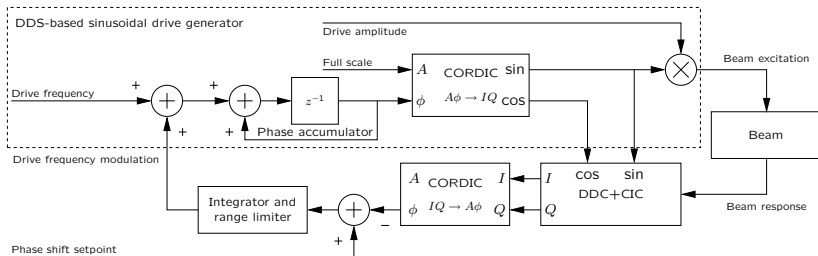 DDS-based sinusoidal drive generator
Drive amplitude
Full scale
A CORDIC sin
Beam excitation
+ +
Drive frequency
+ + z⁻¹ ϕ Aϕ → IQ cos ×
+ +
Phase accumulator
Beam
Drive frequency modulation
cos sin
A CORDIC I I DDC+CIC
Integrator and
range limiter
+ ϕ IQ → Aϕ Q Q
Beam response
−
+
Phase shift setpoint